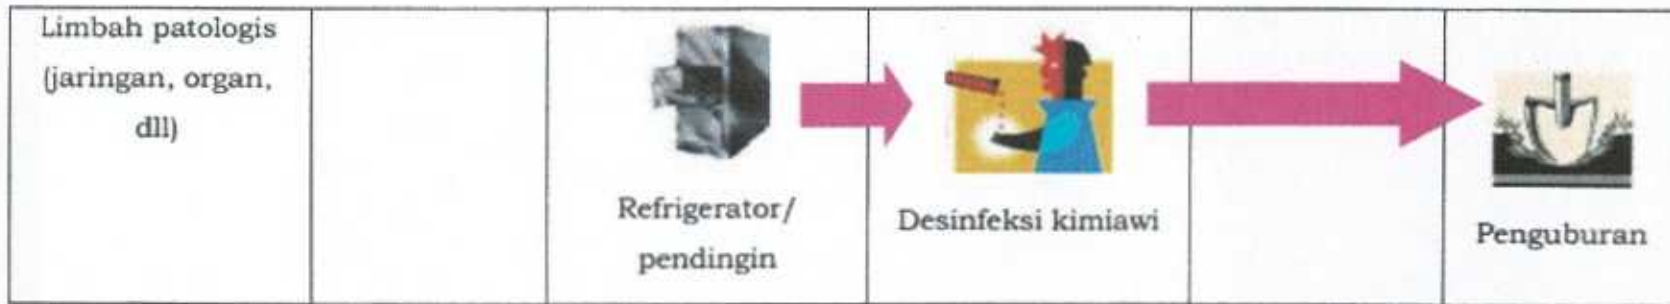 Limbah patologis
(jaringan, organ,
dll)
Refrigerator/
pendingin
Desinfeksi kimiawi
Penguburan